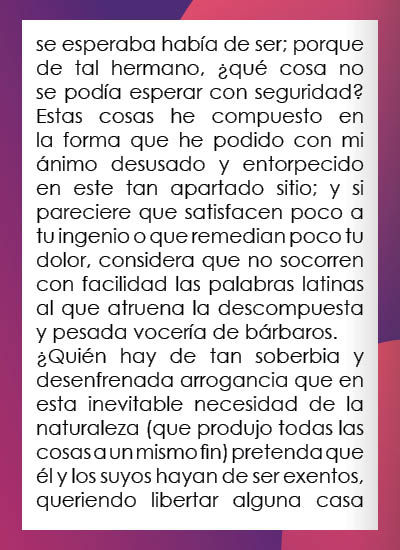 se esperaba había de ser; porque
de tal hermano, ¿qué cosa no
se podía esperar con seguridad?
Estas cosas he compuesto en
la forma que he podido con mi
ánimo desusado y entorpecido
en este tan apartado sitio; y si
pareciere que satisfacen poco a
tu ingenio o que remedian poco tu
dolor, considera que no socorren
con facilidad las palabras latinas
al que atruena la descompuesta
y pesada vocería de bárbaros.
¿Quién hay de tan soberbia y
desenfrenada arrogancia que en
esta inevitable necesidad de la
naturaleza (que produjo todas las
cosas a un mismo fin) pretenda que
él y los suyos hayan de ser exentos,
queriendo libertar alguna casa